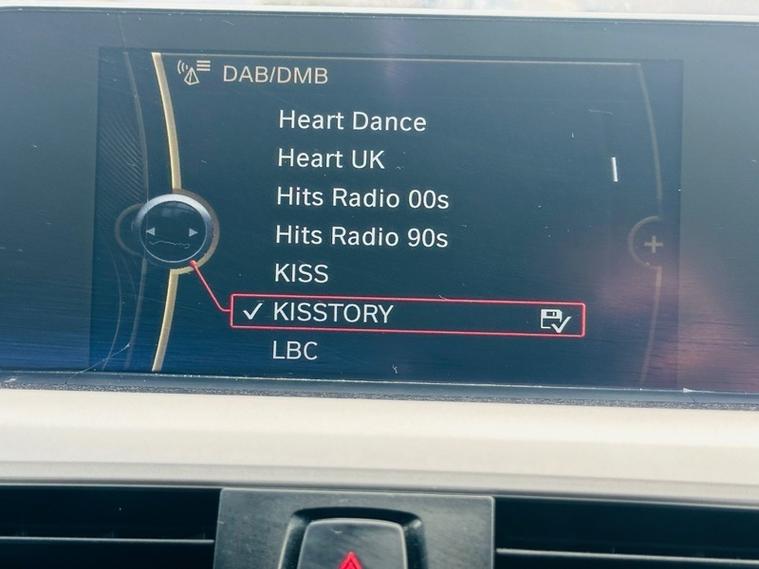 DAB/DMB
Heart Dance
Heart UK
Hits Radio 00s
Hits Radio 90s
KISS
KISSTORY
LBC